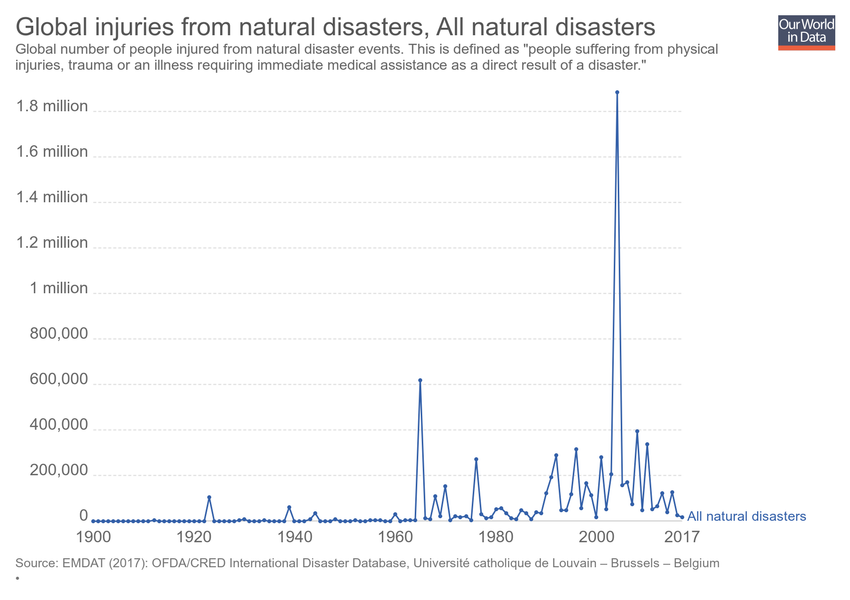 Global injuries from natural disasters, All natural disasters
Our World
in Data
Global number of people injured from natural disaster events. This is defined as "people suffering from physical
injuries, trauma or an illness requiring immediate medical assistance as a direct result of a disaster."
1.8 million
1.6 million
1.4 million
1.2 million
1 million
800,000
600,000
400,000
200,000
0
All natural disasters
1900 1920 1940 1960 1980 2000 2017
Source: EMDAT (2017): OFDA/CRED International Disaster Database, Université catholique de Louvain – Brussels – Belgium
•